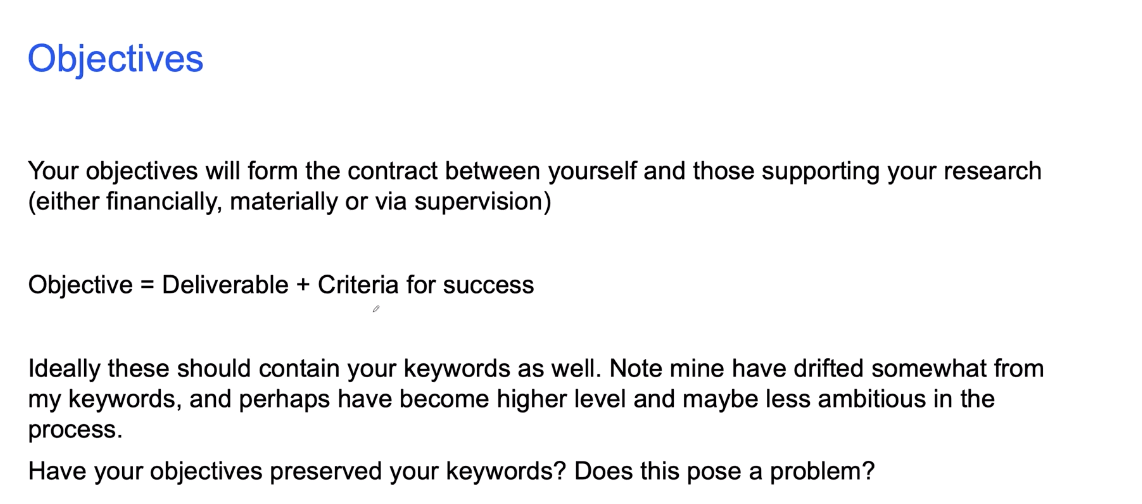 Objectives
Your objectives will form the contract between yourself and those supporting your research
(either financially, materially or via supervision)
Objective = Deliverable + Criteria for success
Ideally these should contain your keywords as well. Note mine have drifted somewhat from
my keywords, and perhaps have become higher level and maybe less ambitious in the
process.
Have your objectives preserved your keywords? Does this pose a problem?